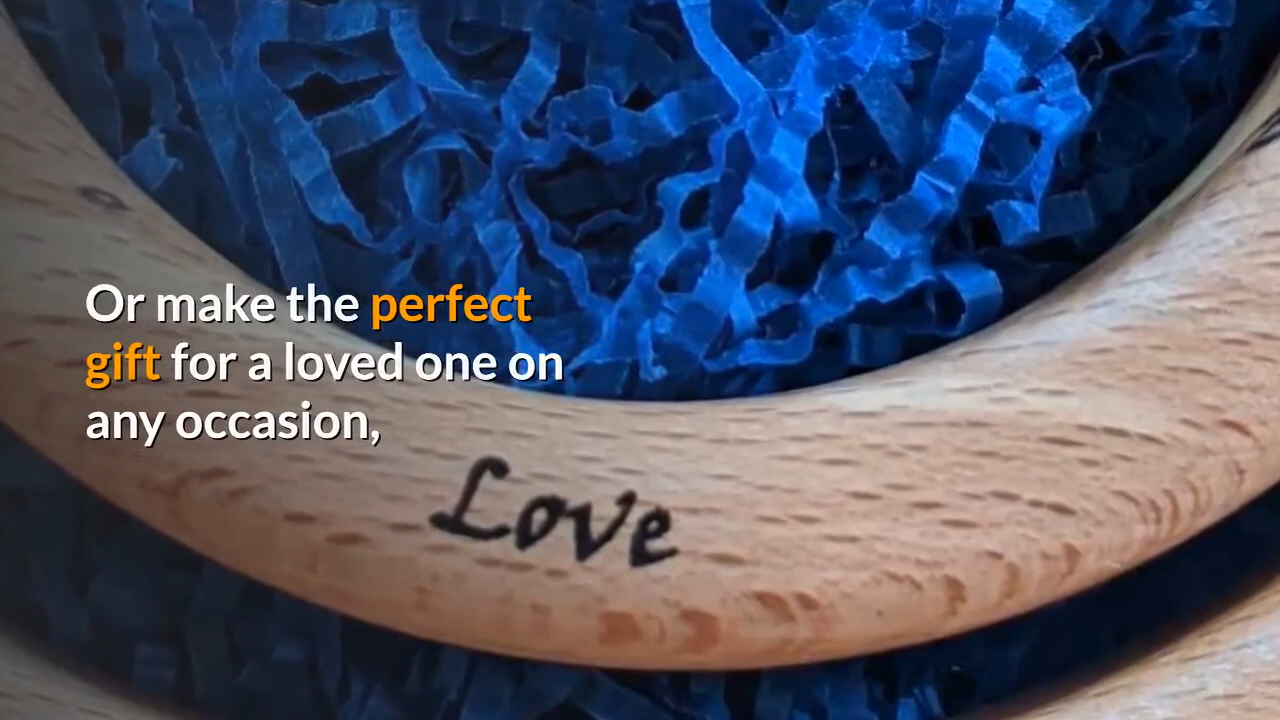 Or make the perfect
gift for a loved one on
any occasion,
Love